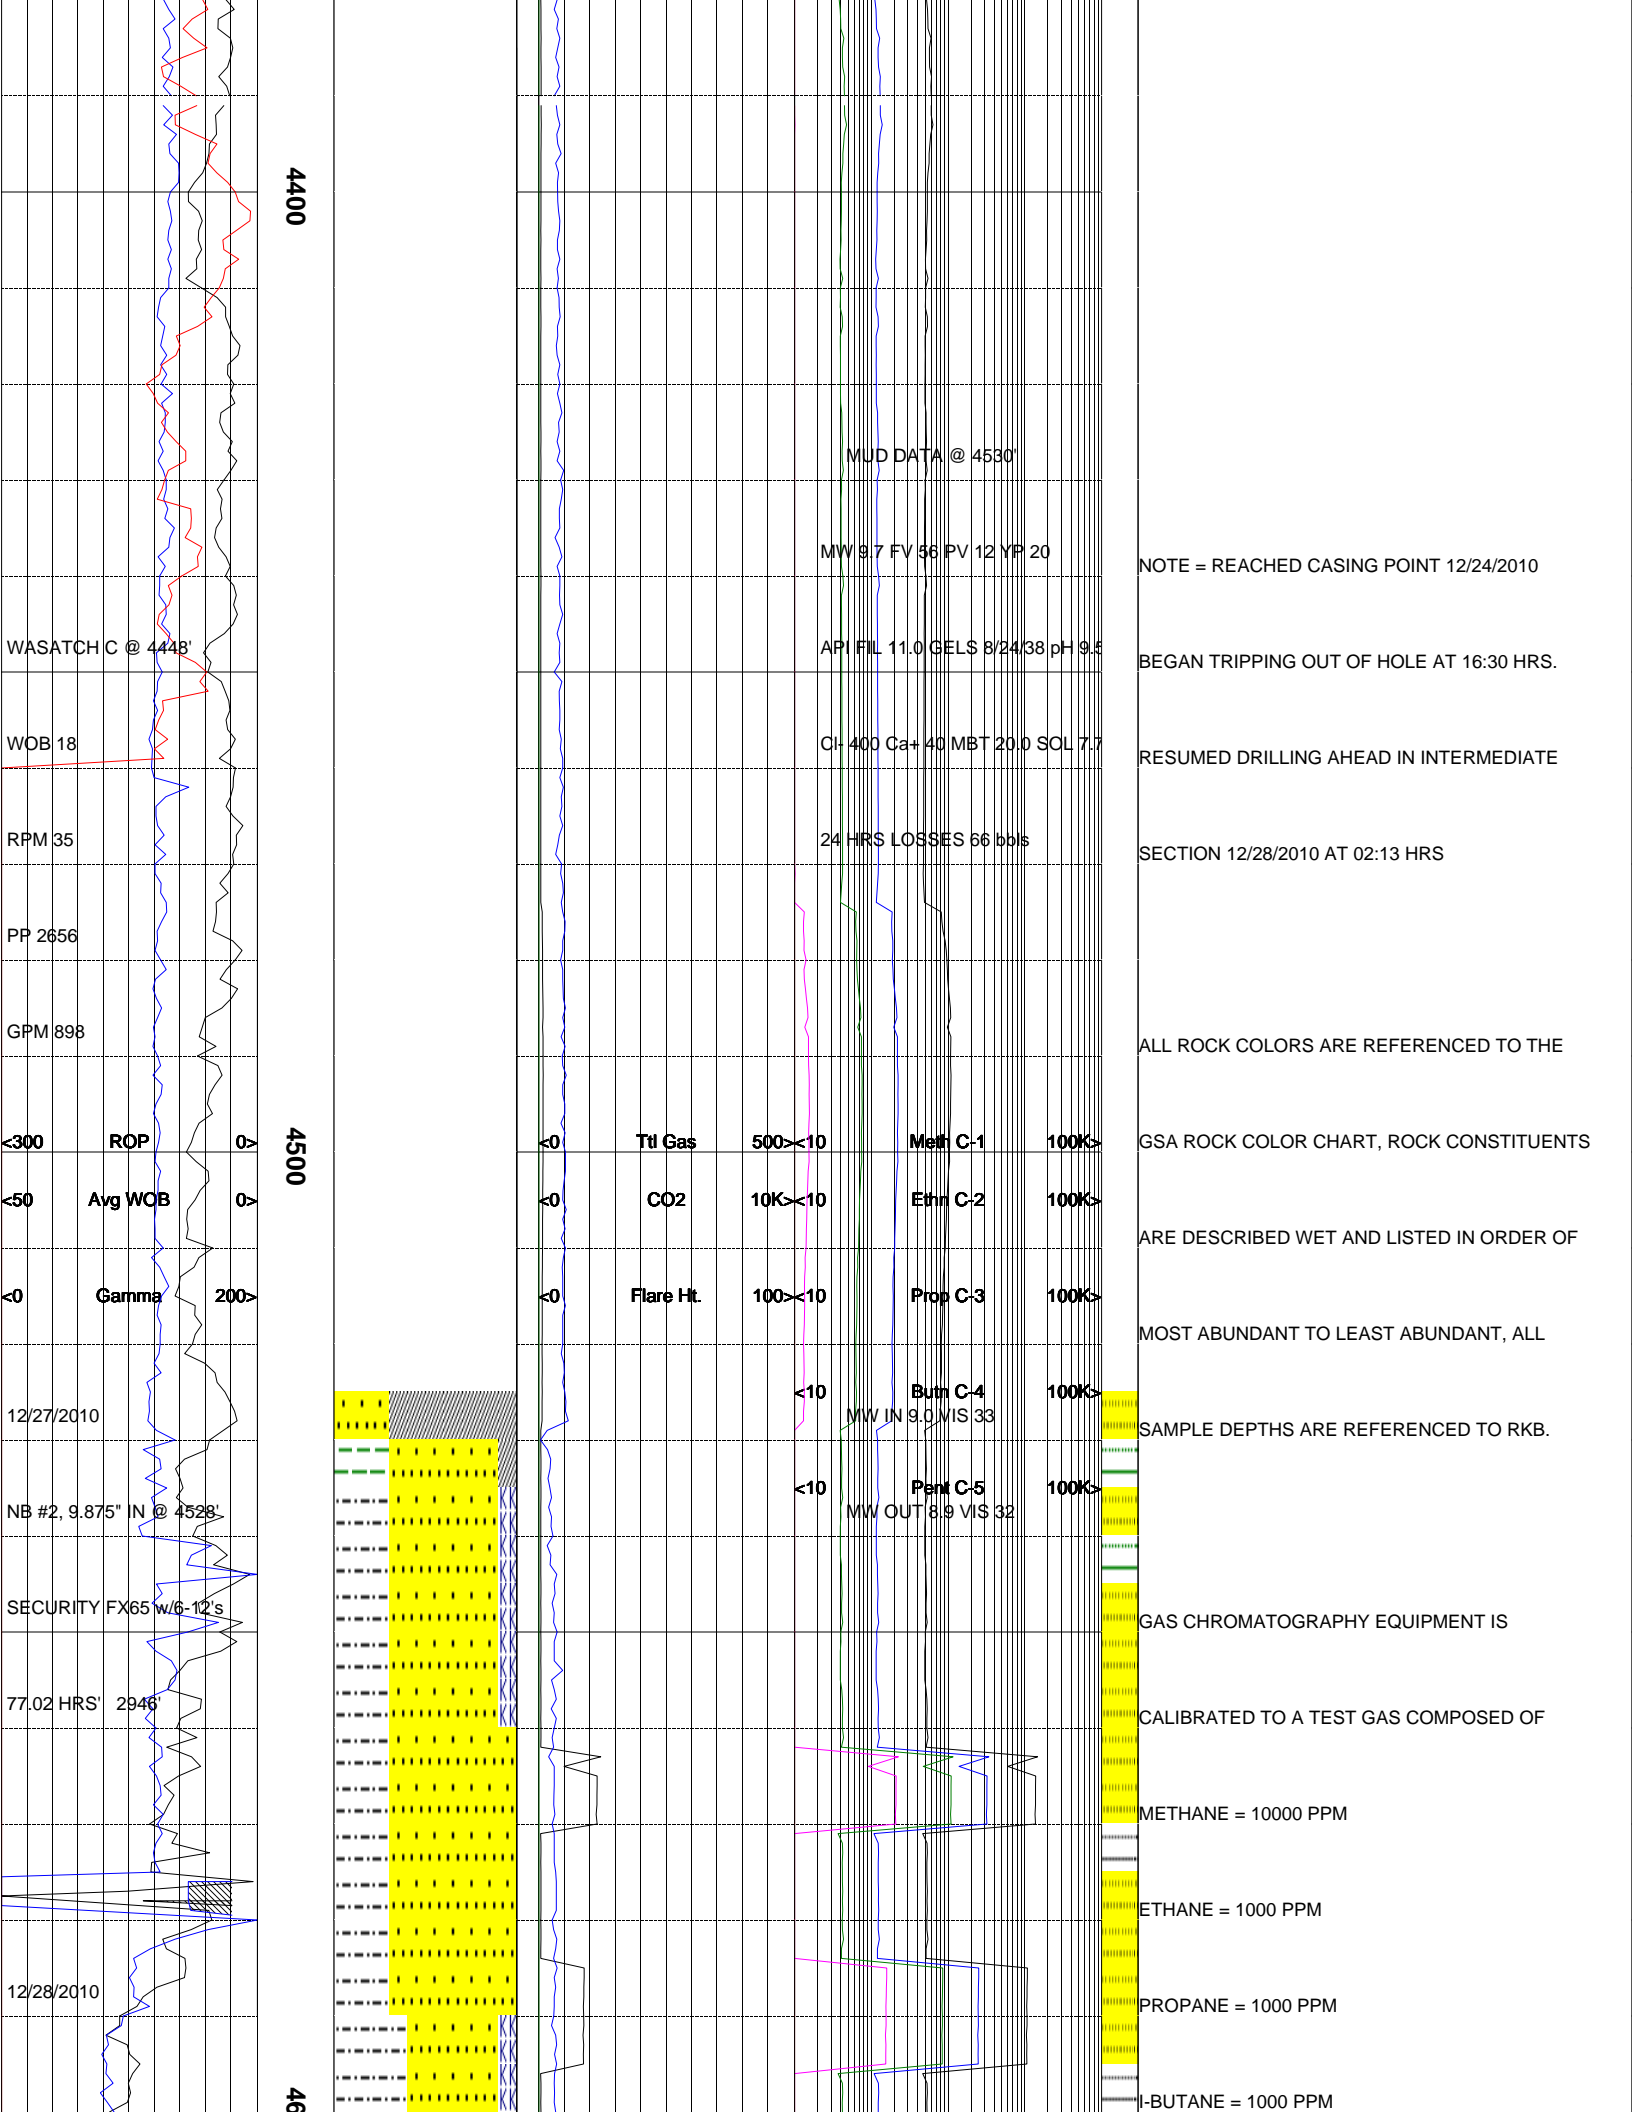 4400
MUD DATA @ 4530'
MW 9.7 FV 56 PV 12 YP 20
NOTE = REACHED CASING POINT 12/24/2010
WASATCH C @ 4448'
API FIL 11.0 GELS 8/24/38 pH 9.5
BEGAN TRIPPING OUT OF HOLE AT 16:30 HRS.
WOB 18
Cl- 400 Ca+ 40 MBT 20.0 SOL 7.7
RESUMED DRILLING AHEAD IN INTERMEDIATE
RPM 35
24 HRS LOSSES 66 bbls
SECTION 12/28/2010 AT 02:13 HRS
PP 2656
GPM 898
ALL ROCK COLORS ARE REFERENCED TO THE
<300 ROP 0>
4500
<0 Ttl Gas 500>
<10 Meth C-1 100K>
GSA ROCK COLOR CHART, ROCK CONSTITUENTS
<50 Avg WOB 0>
<0 CO2 10K>
<10 Ethn C-2 100K>
ARE DESCRIBED WET AND LISTED IN ORDER OF
<0 Gamma 200>
<0 Flare Ht. 100>
<10 Prop C-3 100K>
MOST ABUNDANT TO LEAST ABUNDANT, ALL
<10 Butn C-4 100K>
12/27/2010
MW IN 9.0 VIS 33
SAMPLE DEPTHS ARE REFERENCED TO RKB.
<10 Pent C-5 100K>
NB #2, 9.875" IN @ 4528'
MW OUT 8.9 VIS 32
SECURITY FX65 w/6-12's
GAS CHROMATOGRAPHY EQUIPMENT IS
77.02 HRS' 2946'
CALIBRATED TO A TEST GAS COMPOSED OF
METHANE = 10000 PPM
ETHANE = 1000 PPM
12/28/2010
PROPANE = 1000 PPM
46
I-BUTANE = 1000 PPM